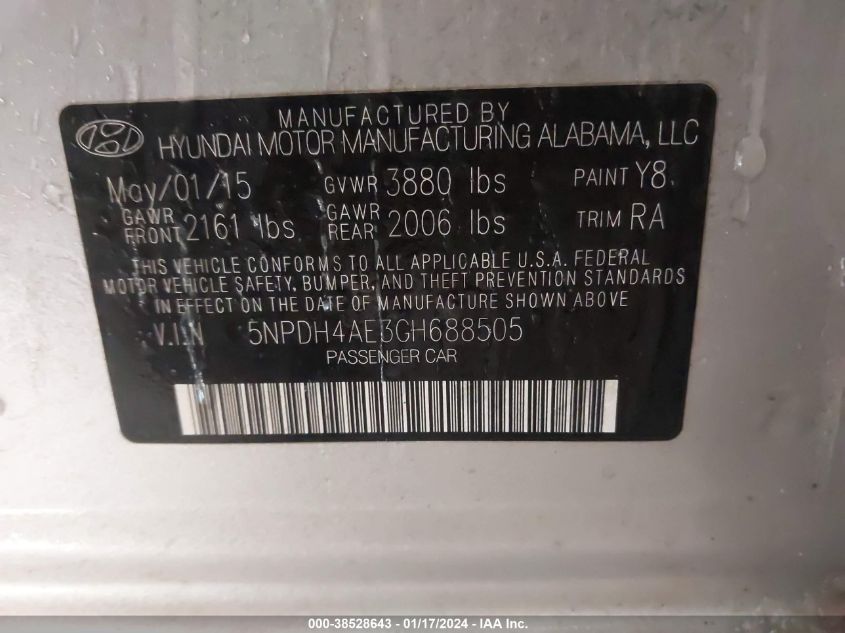 MANUFACTURED BY
HYUNDAI MOTOR MANUFACTURING ALABAMA, LLC
May/01/15 GVWR 3880 lbs PAINT Y8
GAWR FRONT 2161 lbs GAWR REAR 2006 lbs TRIM RA
THIS VEHICLE CONFORMS TO ALL APPLICABLE U.S.A. FEDERAL
MOTOR VEHICLE SAFETY, BUMPER, AND THEFT PREVENTION STANDARDS
IN EFFECT ON THE DATE OF MANUFACTURE SHOWN ABOVE
V.I.N 5NPDH4AE3GH688505
PASSENGER CAR
000-38528643 - 01/17/2024 - IAA, Inc.